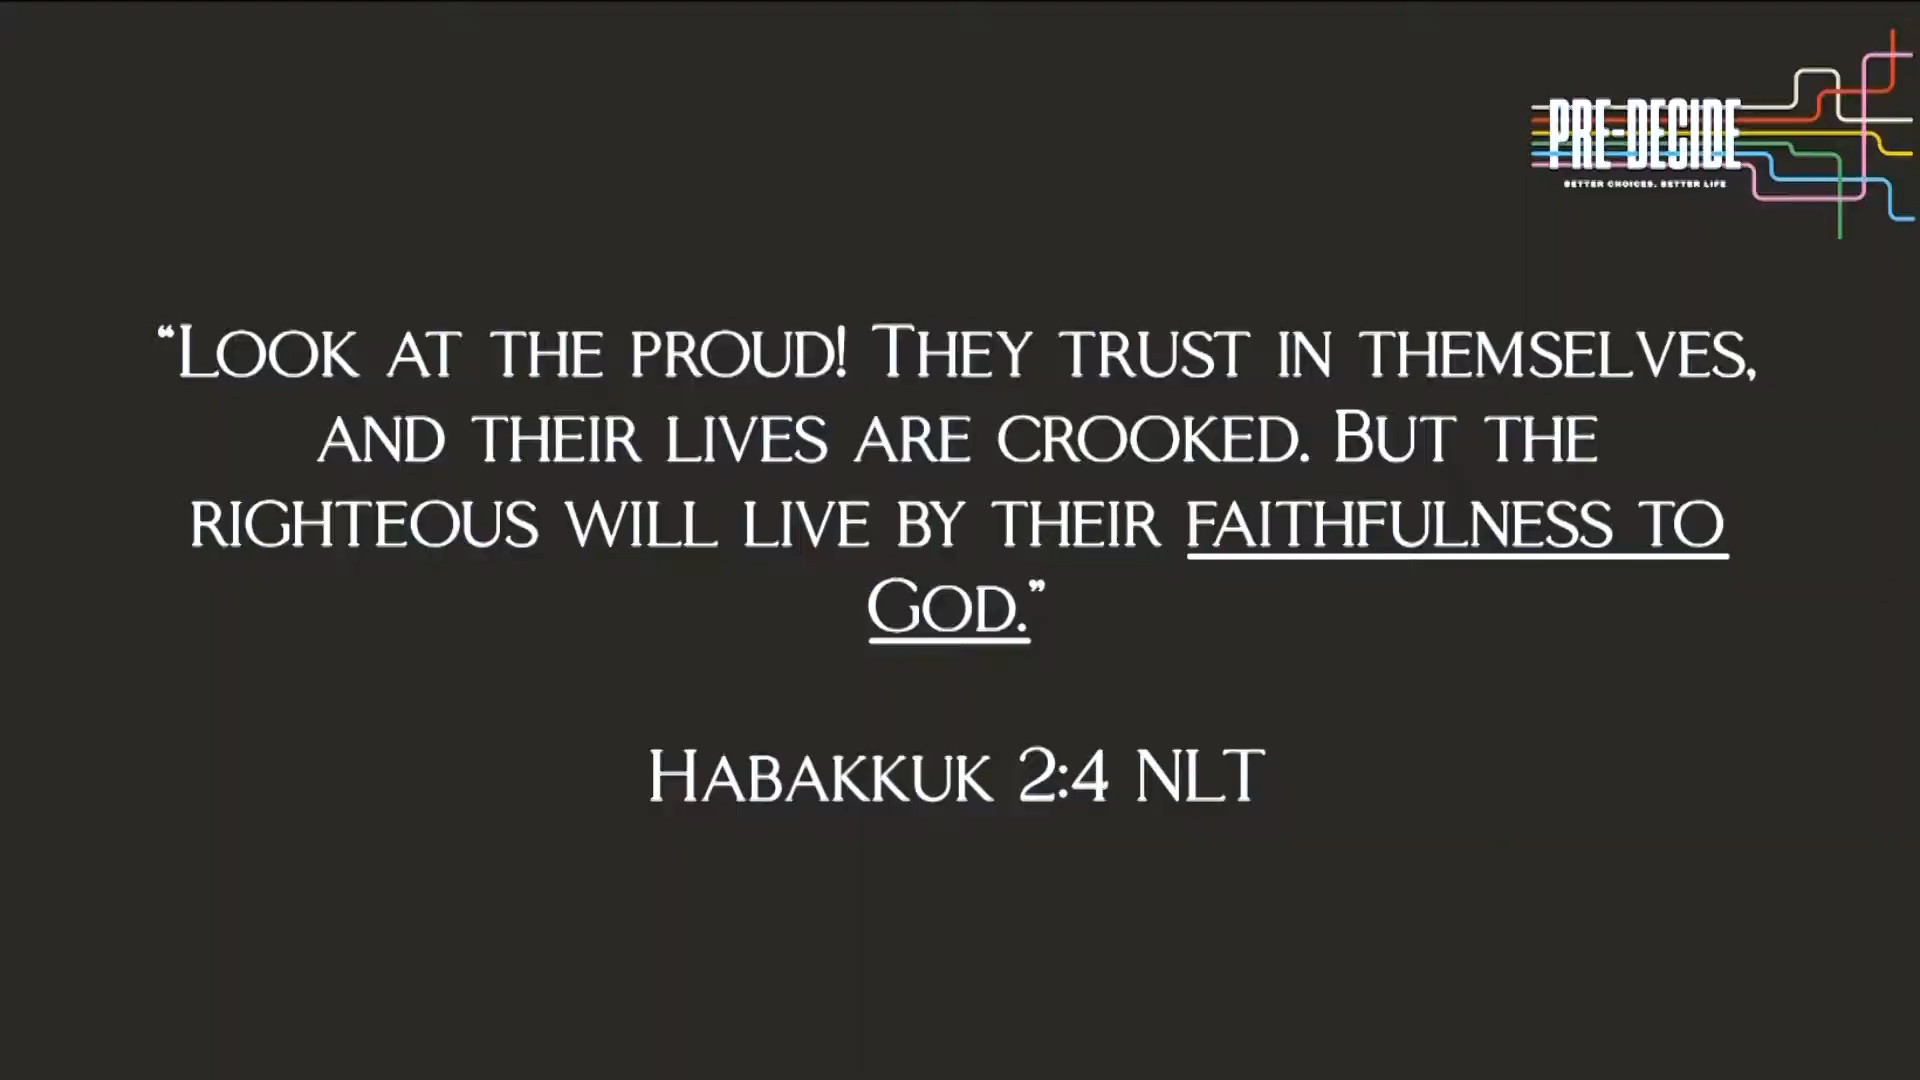 PRE-DECIDE
BETTER CHOICES. BETTER LIFE
“Look at the proud! They trust in themselves,
and their lives are crooked. But the
righteous will live by their faithfulness to
God.”
Habakkuk 2:4 NLT